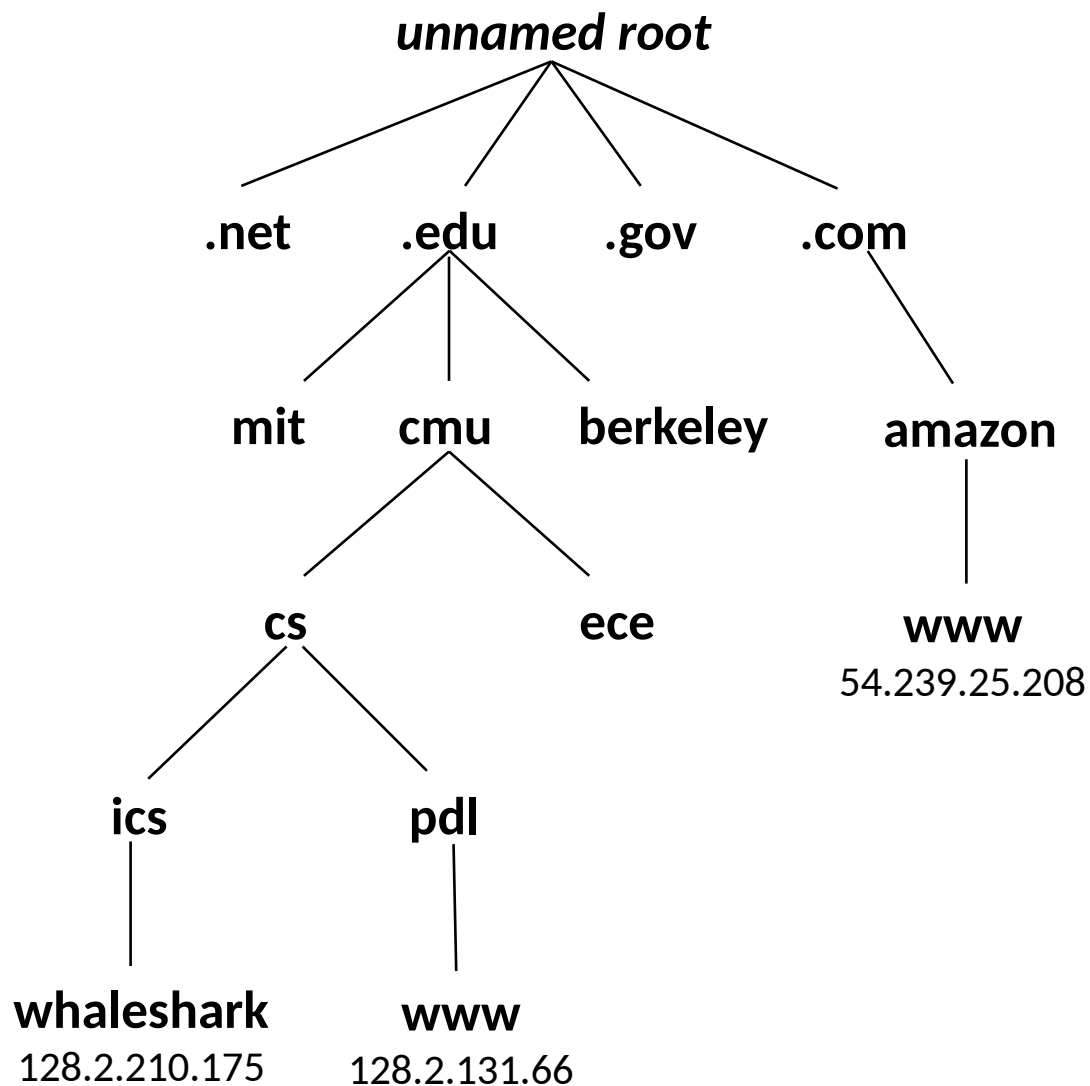 unnamed root
.net .edu .gov .com
mit cmu berkeley amazon
cs ece www
54.239.25.208
ics pdl
whaleshark www
128.2.210.175 128.2.131.66